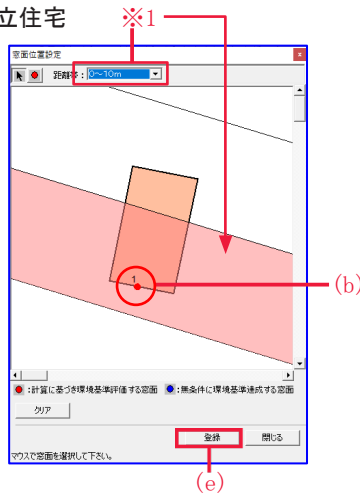 立住宅
※1
窓面位置設定
距離帯： 0～10m
1
(b)
：計算に基づき環境基準評価する窓面 ：無条件に環境基準達成する窓面
クリア
登録 閉じる
マウスで窓面を選択して下さい。
(e)